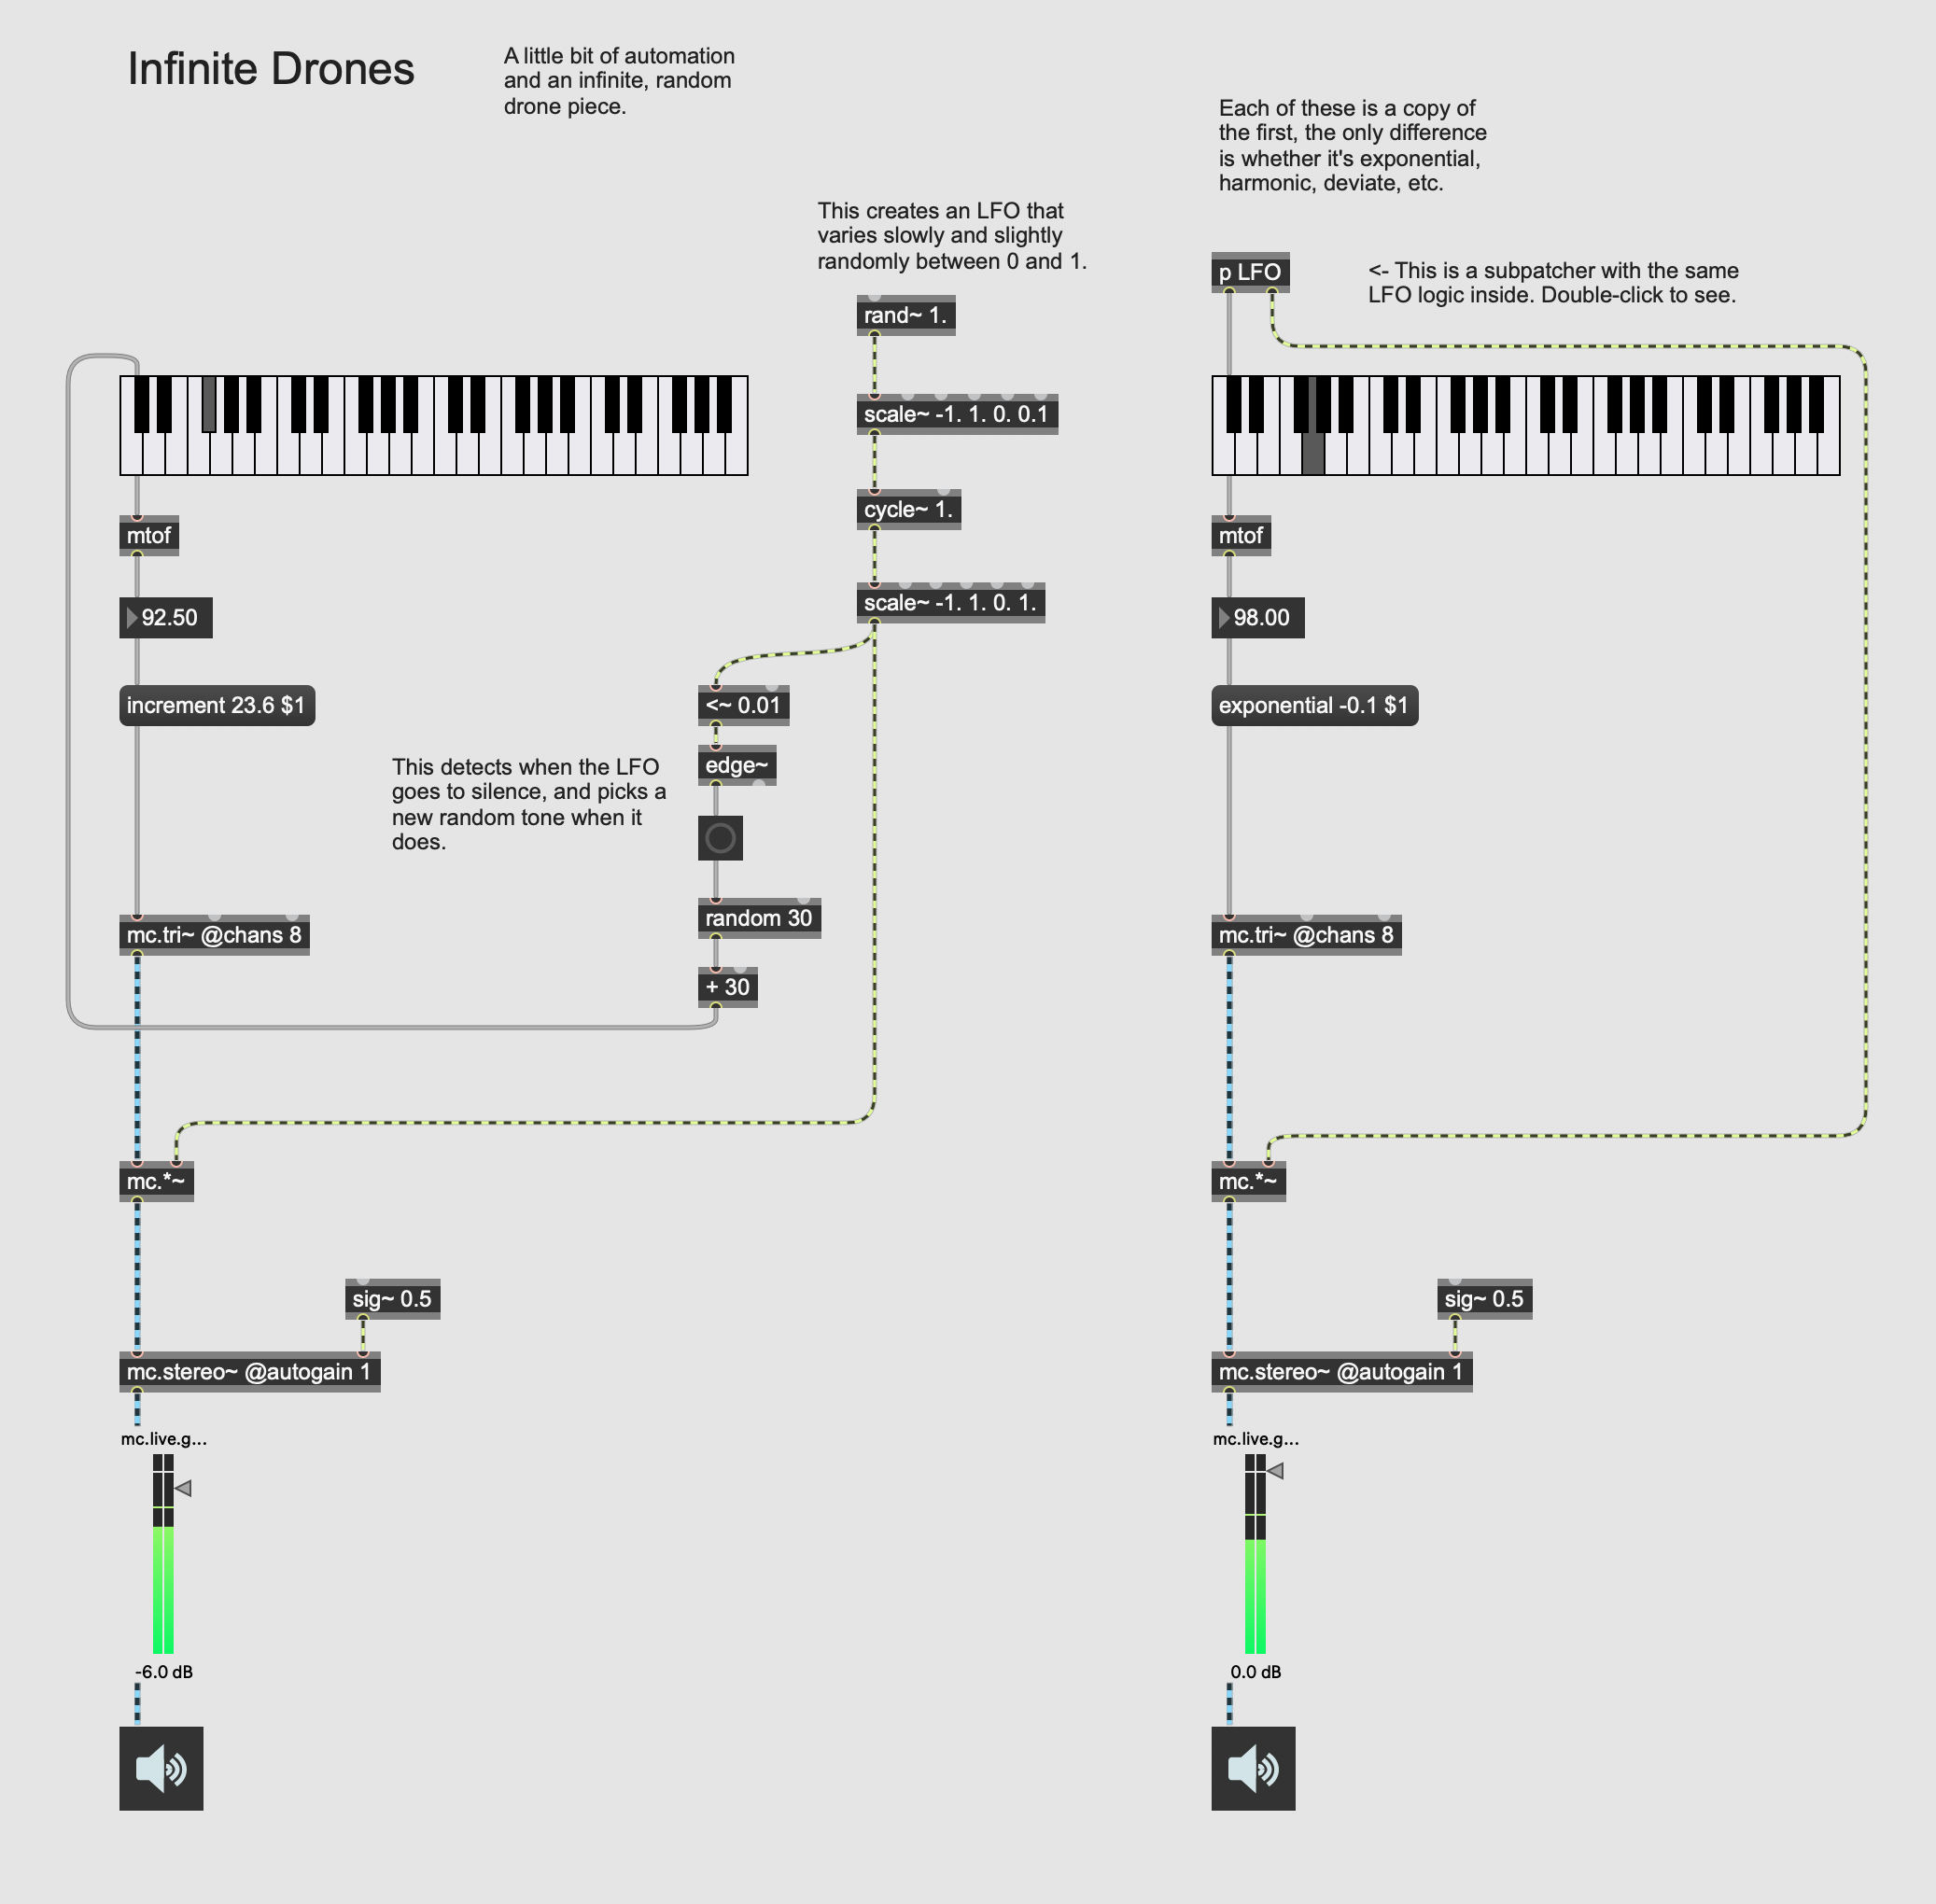 Infinite Drones
A little bit of automation
and an infinite, random
drone piece.
Each of these is a copy of
the first, the only difference
is whether it's exponential,
harmonic, deviate, etc.
This creates an LFO that
varies slowly and slightly
randomly between 0 and 1.
p LFO
<- This is a subpatcher with the same
LFO logic inside. Double-click to see.
rand~ 1.
scale~ -1. 1. 0. 0.1
cycle~ 1.
scale~ -1. 1. 0. 1.
mtof
92.50
increment 23.6 $1
<~ 0.01
edge~
This detects when the LFO
goes to silence, and picks a
new random tone when it
does.
random 30
+ 30
mc.tri~ @chans 8
mc.*~
sig~ 0.5
mc.stereo~ @autogain 1
mc.live.g...
-6.0 dB
mtof
98.00
exponential -0.1 $1
mc.tri~ @chans 8
mc.*~
sig~ 0.5
mc.stereo~ @autogain 1
mc.live.g...
0.0 dB